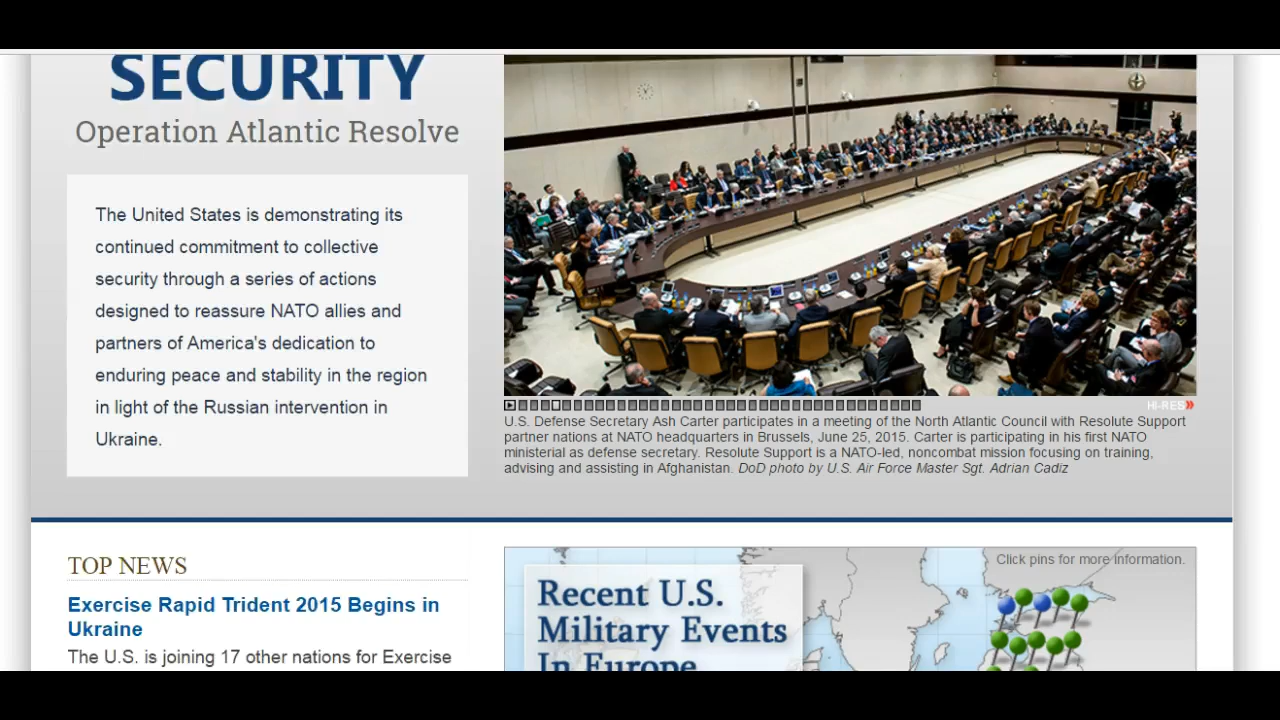 SECURITY
Operation Atlantic Resolve
The United States is demonstrating its
continued commitment to collective
security through a series of actions
designed to reassure NATO allies and
partners of America's dedication to
enduring peace and stability in the region
in light of the Russian intervention in
Ukraine.
HI-RES
U.S. Defense Secretary Ash Carter participates in a meeting of the North Atlantic Council with Resolute Support
partner nations at NATO headquarters in Brussels, June 25, 2015. Carter is participating in his first NATO
ministerial as defense secretary. Resolute Support is a NATO-led, noncombat mission focusing on training,
advising and assisting in Afghanistan. DoD photo by U.S. Air Force Master Sgt. Adrian Cadiz
TOP NEWS
Exercise Rapid Trident 2015 Begins in
Ukraine
The U.S. is joining 17 other nations for Exercise
Click pins for more information.
Recent U.S.
Military Events
In Europe